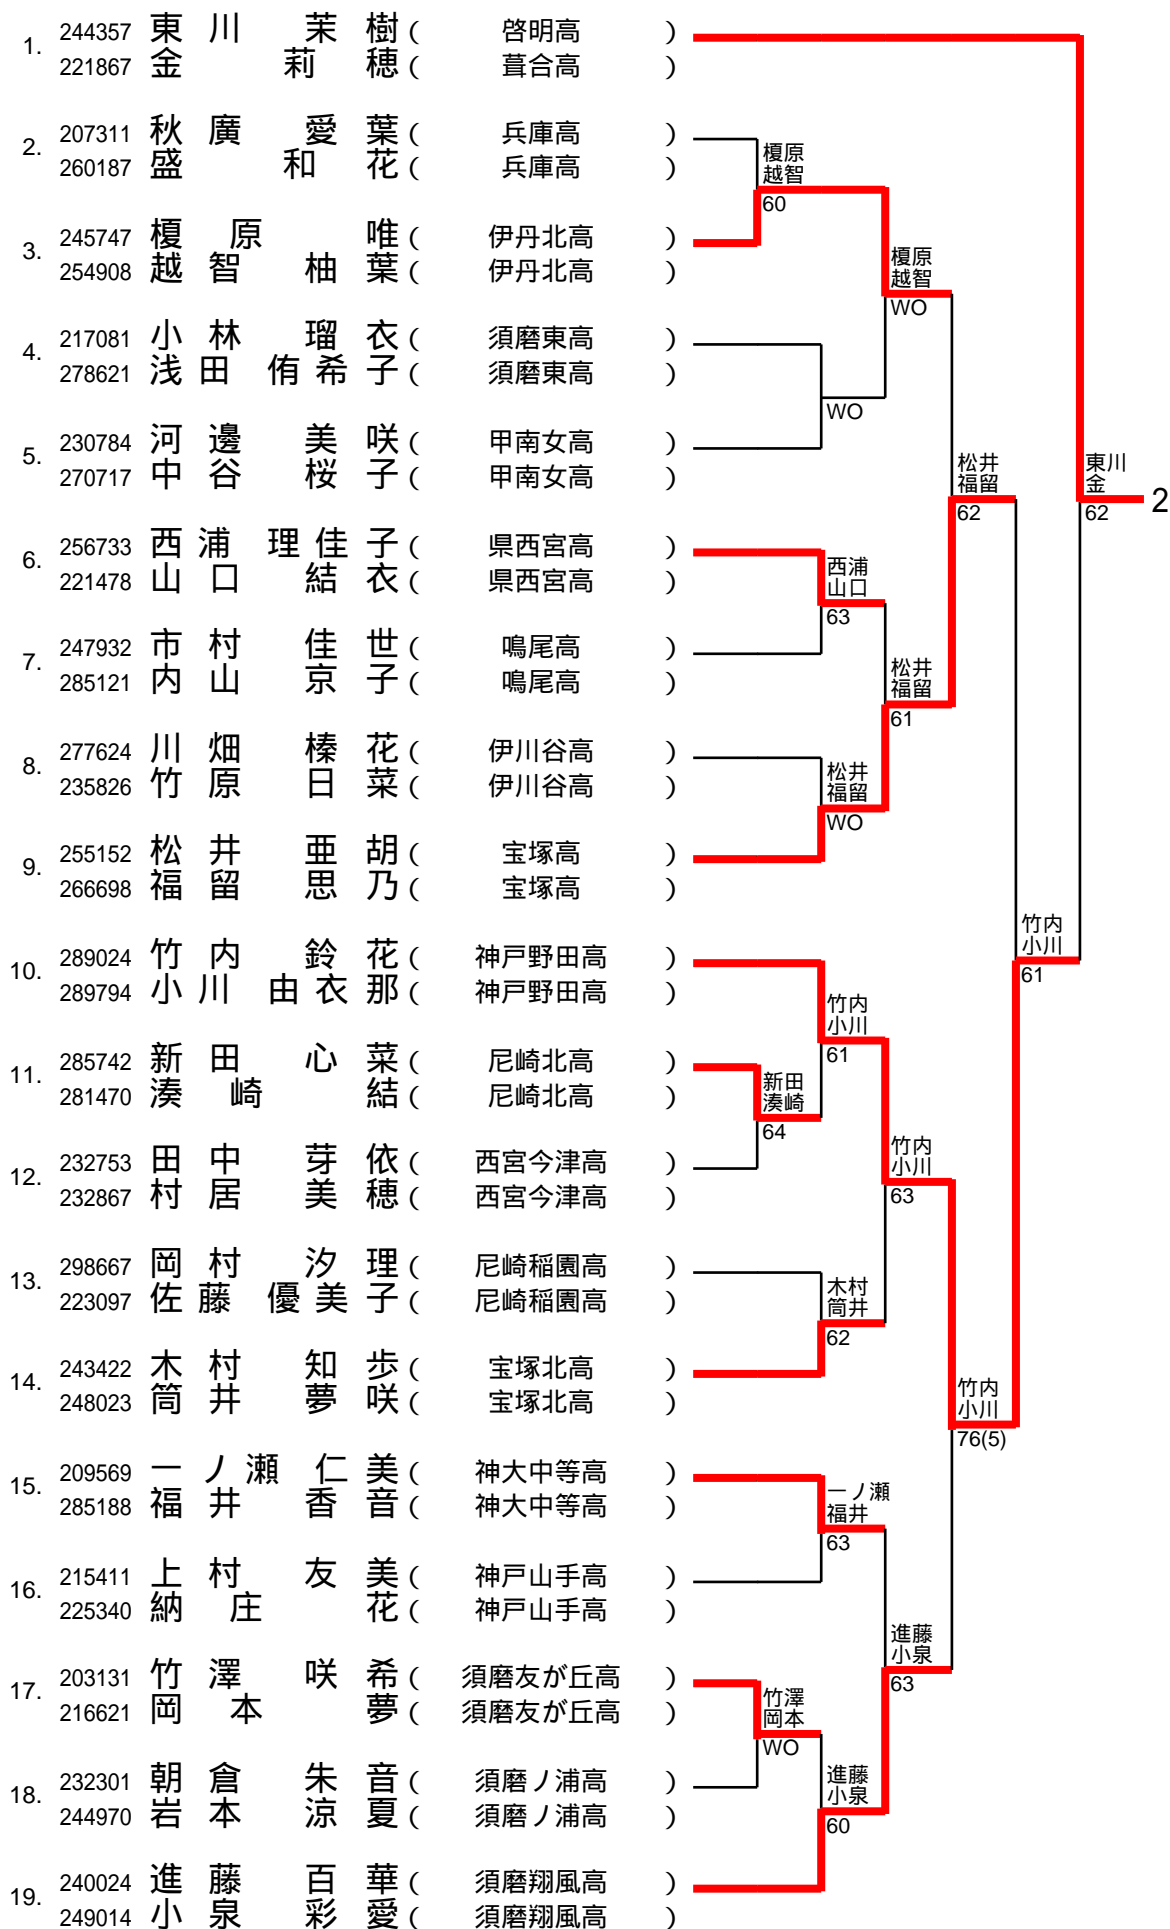 1. 244357 東川 茉樹 ( 啓明高 )
221867 金 莉穂 ( 葺合高 )
2. 207311 秋廣 愛葉 ( 兵庫高 )
260187 盛 和花 ( 兵庫高 )
榎原
越智
60
3. 245747 榎原 唯 ( 伊丹北高 )
254908 越智 柚葉 ( 伊丹北高 )
榎原
越智
WO
4. 217081 小林 瑠衣 ( 須磨東高 )
278621 浅田 侑希子 ( 須磨東高 )
WO
5. 230784 河邊 美咲 ( 甲南女高 )
270717 中谷 桜子 ( 甲南女高 )
松井
福留
62
東川
金
62
2
6. 256733 西浦 理佳子 ( 県西宮高 )
221478 山口 結衣 ( 県西宮高 )
西浦
山口
63
7. 247932 市村 佳世 ( 鳴尾高 )
285121 内山 京子 ( 鳴尾高 )
松井
福留
61
8. 277624 川畑 榛花 ( 伊川谷高 )
235826 竹原 日菜 ( 伊川谷高 )
松井
福留
WO
9. 255152 松井 亜胡 ( 宝塚高 )
266698 福留 思乃 ( 宝塚高 )
竹内
小川
61
10. 289024 竹内 鈴花 ( 神戸野田高 )
289794 小川 由衣那 ( 神戸野田高 )
竹内
小川
61
11. 285742 新田 心菜 ( 尼崎北高 )
281470 湊崎 結 ( 尼崎北高 )
新田
湊崎
64
12. 232753 田中 芽依 ( 西宮今津高 )
232867 村居 美穂 ( 西宮今津高 )
竹内
小川
63
13. 298667 岡村 汐理 ( 尼崎稲園高 )
223097 佐藤 優美子 ( 尼崎稲園高 )
木村
筒井
62
14. 243422 木村 知歩 ( 宝塚北高 )
248023 筒井 夢咲 ( 宝塚北高 )
竹内
小川
76(5)
15. 209569 一ノ瀬 仁美 ( 神大中等高 )
285188 福井 香音 ( 神大中等高 )
一ノ瀬
福井
63
16. 215411 上村 友美 ( 神戸山手高 )
225340 納庄 花 ( 神戸山手高 )
進藤
小泉
63
17. 203131 竹澤 咲希 ( 須磨友が丘高 )
216621 岡本 夢 ( 須磨友が丘高 )
竹澤
岡本
WO
18. 232301 朝倉 朱音 ( 須磨ノ浦高 )
244970 岩本 涼夏 ( 須磨ノ浦高 )
進藤
小泉
60
19. 240024 進藤 百華 ( 須磨翔風高 )
249014 小泉 彩愛 ( 須磨翔風高 )